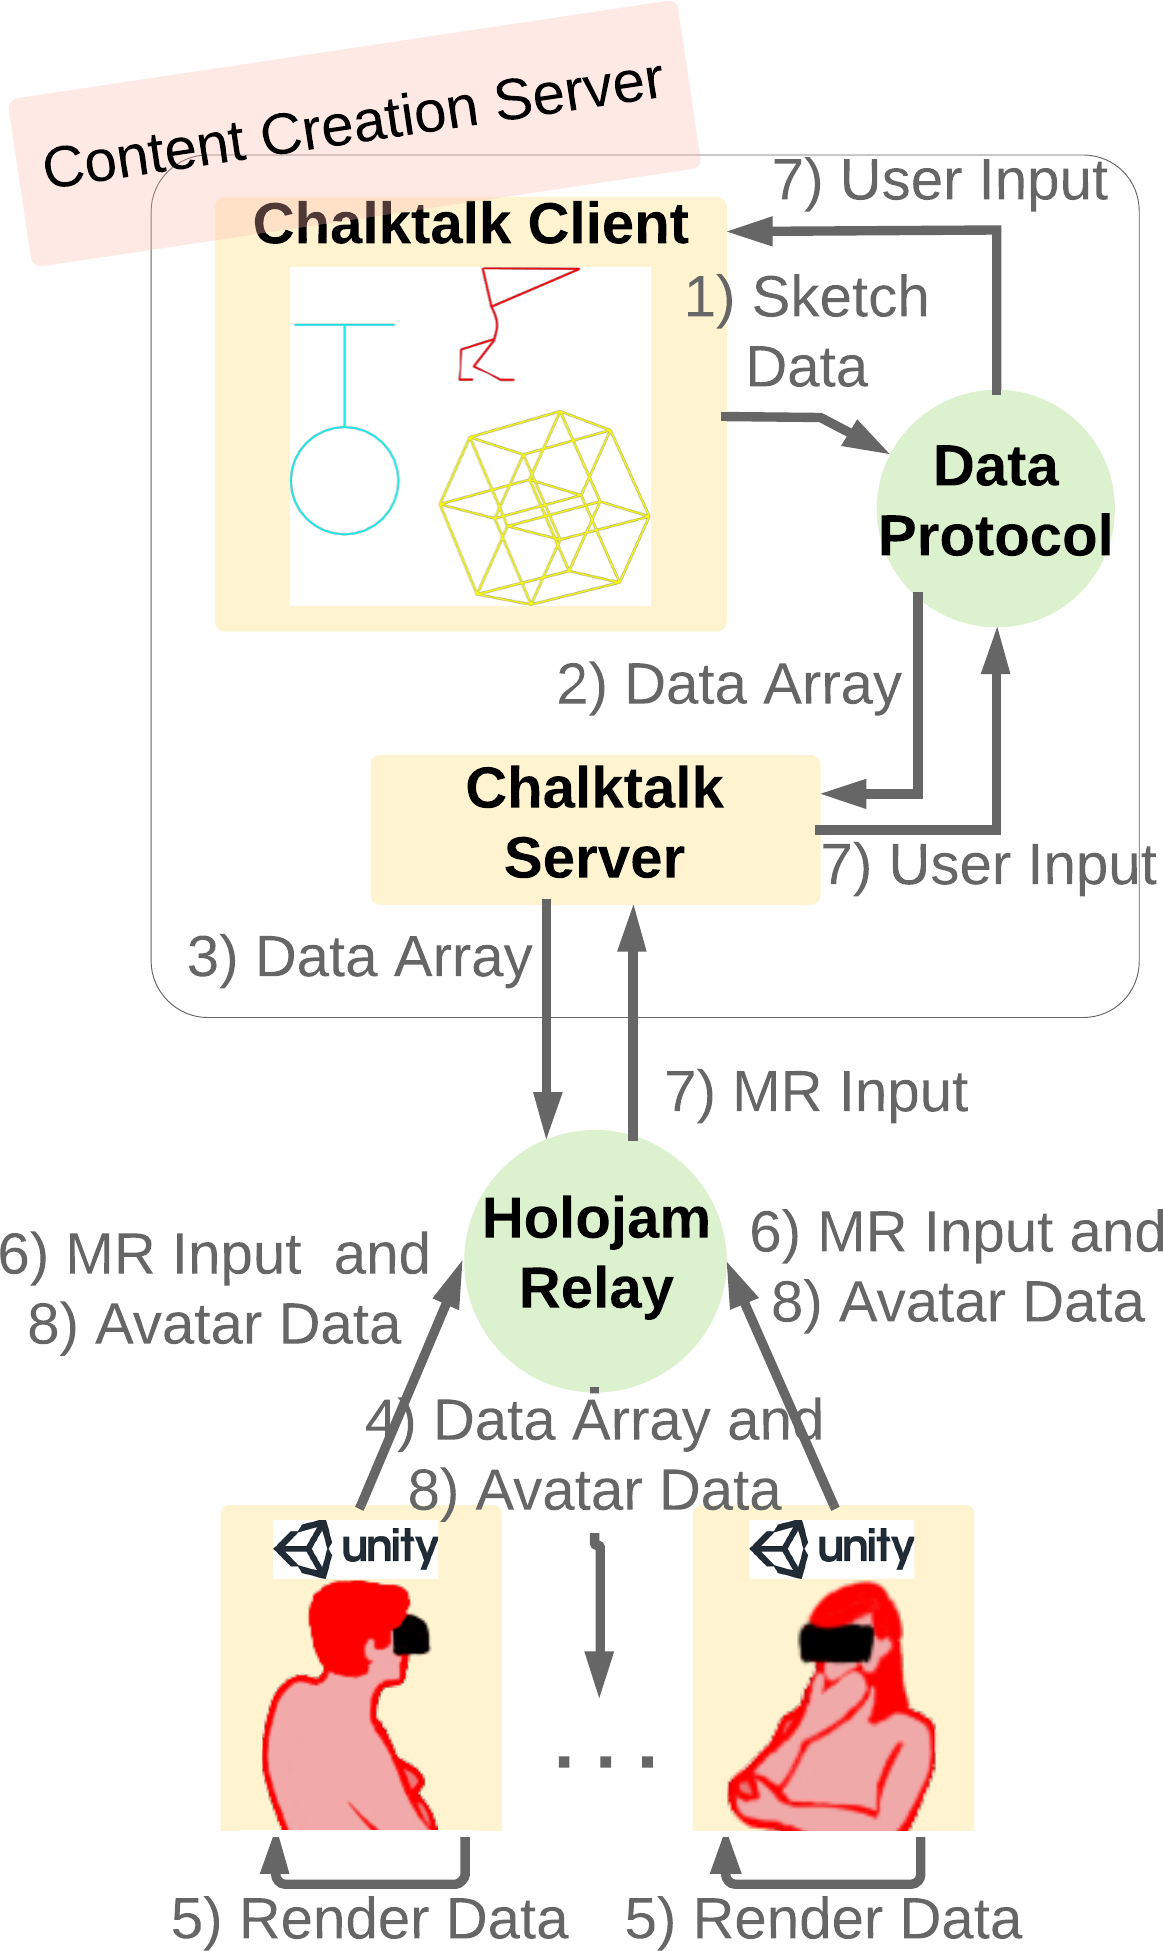 Content Creation Server
7) User Input
Chalktalk Client
1) Sketch
Data
Data
Protocol
2) Data Array
Chalktalk
Server
7) User Input
3) Data Array
7) MR Input
Holojam
Relay
6) MR Input and
8) Avatar Data
6) MR Input and
8) Avatar Data
4) Data Array and
8) Avatar Data
unity
unity
. . .
5) Render Data
5) Render Data